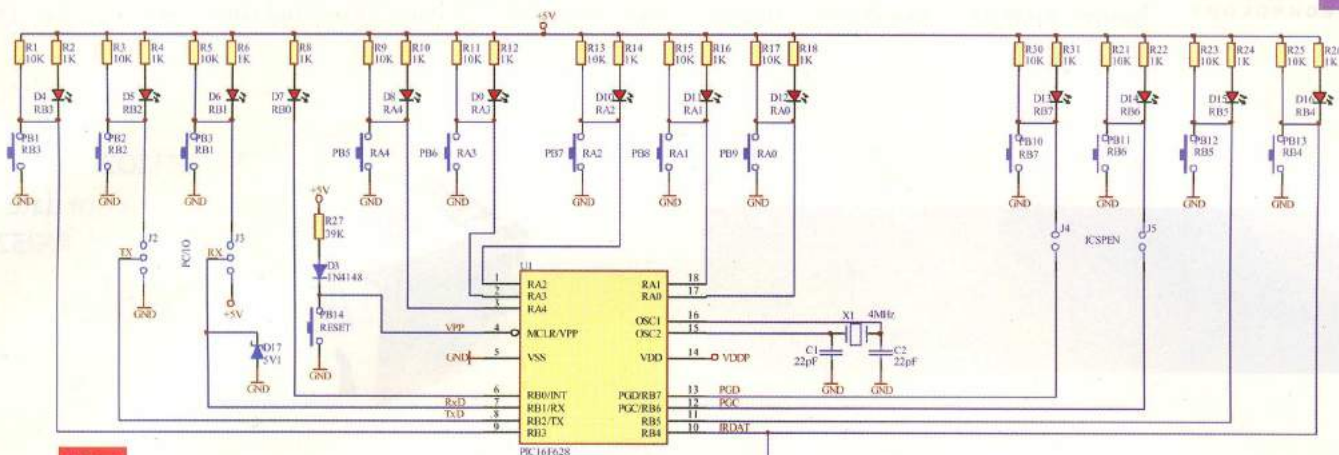 +5V
R1 10K
R2 1K
R3 10K
R4 1K
R5 10K
R6 1K
R8 1K
R9 10K
R10 1K
R11 10K
R12 1K
R13 10K
R14 1K
R15 10K
R16 1K
R17 10K
R18 1K
R30 10K
R31 1K
R21 10K
R22 1K
R23 10K
R24 1K
R25 10K
R26 1K
D4 RB3
D5 RB2
D6 RB1
D7 RB0
D8 RA4
D9 RA3
D10 RA2
D11 RA1
D12 RA0
D13 RB7
D14 RB6
D15 RB5
D16 RB4
PB1 RB3
PB2 RB2
PB3 RB1
PB5 RA4
PB6 RA3
PB7 RA2
PB8 RA1
PB9 RA0
PB10 RB7
PB11 RB6
PB12 RB5
PB13 RB4
GND GND GND GND GND GND GND GND GND GND GND GND
+5V
R27
39K
D3
1N4148
PB14
RESET
GND
TX
J2
GND
PC/IO
RX
J3
+5V
D17
5V1
GND
J4
ICSPEN
J5
U1
1 RA2
2 RA3
3 RA4
VPP 4 MCLR/VPP
GND 5 VSS
6 RB0/INT
RxD 7 RB1/RX
TxD 8 RB2/TX
9 RB3
RA1 18
RA0 17
OSC1 16
OSC2 15
VDD 14 VDDP
PGD/RB7 13 PGD
PGC/RB6 12 PGC
RB5 11
RB4 10 IRDAT
PIC16F628
X1 4MHz
C1
22pF
C2
22pF
GND GND